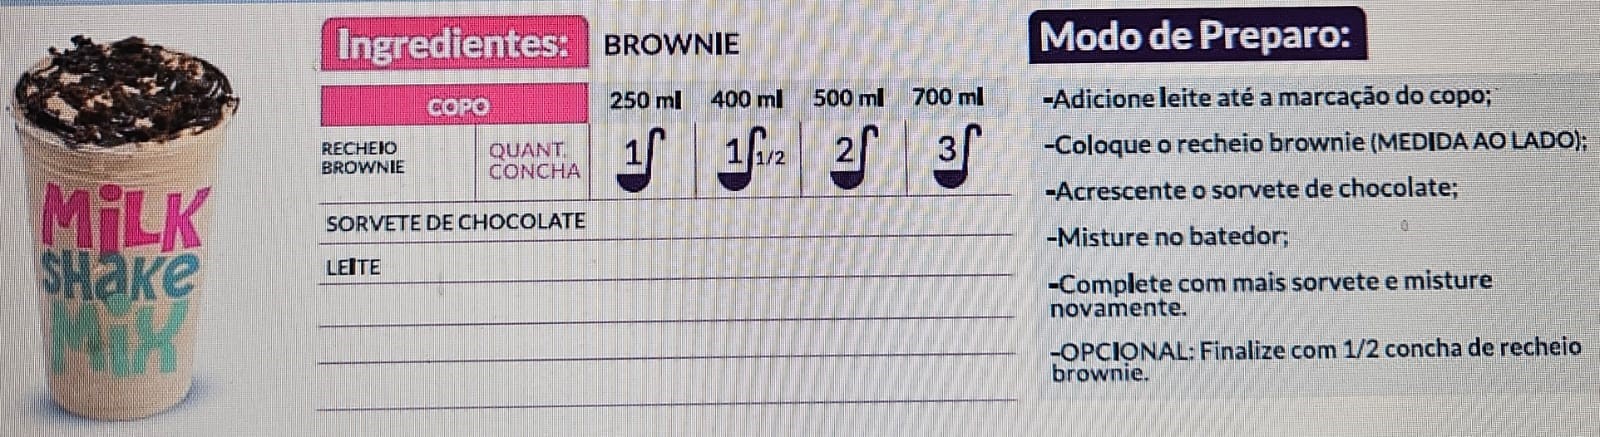 Ingredientes: BROWNIE
COPO 250 ml 400 ml 500 ml 700 ml
RECHEIO
BROWNIE
QUANT.
CONCHA
1 1 1/2 2 3
SORVETE DE CHOCOLATE
LEITE
MiLK
SHake
MiX
Modo de Preparo:
-Adicione leite até a marcação do copo;
-Coloque o recheio brownie (MEDIDA AO LADO);
-Acrescente o sorvete de chocolate;
-Misture no batedor;
-Complete com mais sorvete e misture
novamente.
-OPCIONAL: Finalize com 1/2 concha de recheio
brownie.